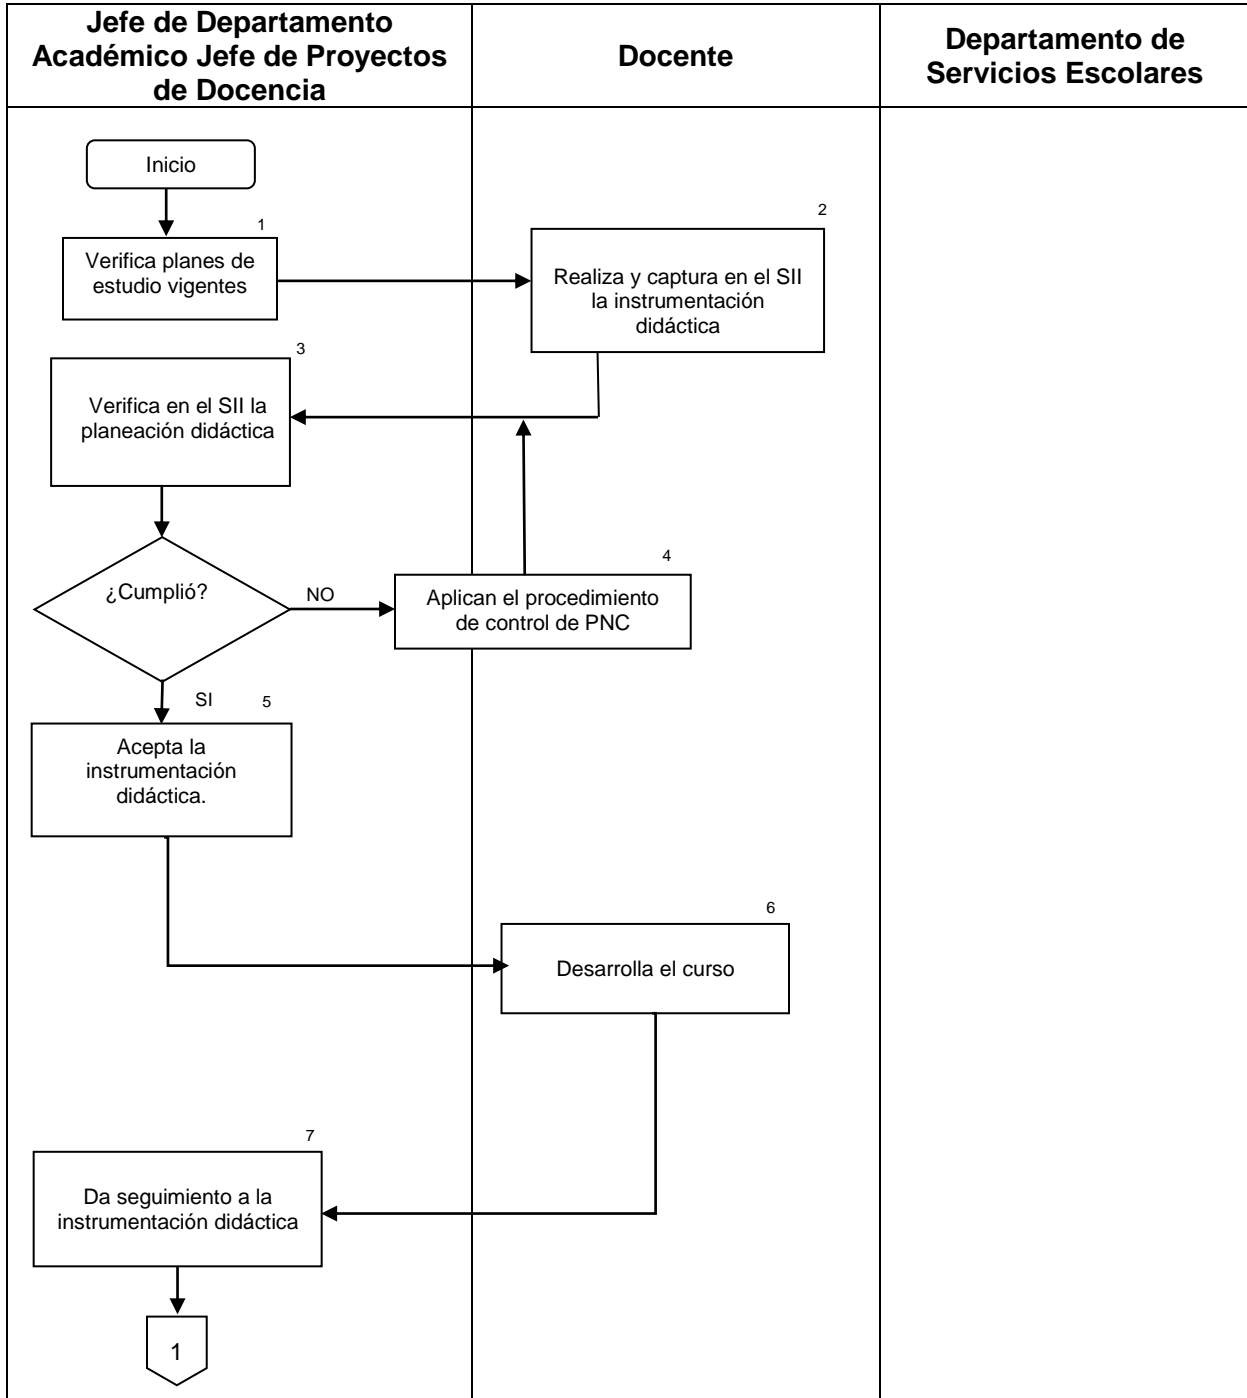 Jefe de Departamento
Académico Jefe de Proyectos
de Docencia
Docente
Departamento de
Servicios Escolares
Inicio
1
Verifica planes de
estudio vigentes
2
Realiza y captura en el SII
la instrumentación
didáctica
3
Verifica en el SII la
planeación didáctica
¿Cumplió?
NO
4
Aplican el procedimiento
de control de PNC
SI
5
Acepta la
instrumentación
didáctica.
6
Desarrolla el curso
7
Da seguimiento a la
instrumentación didáctica
1